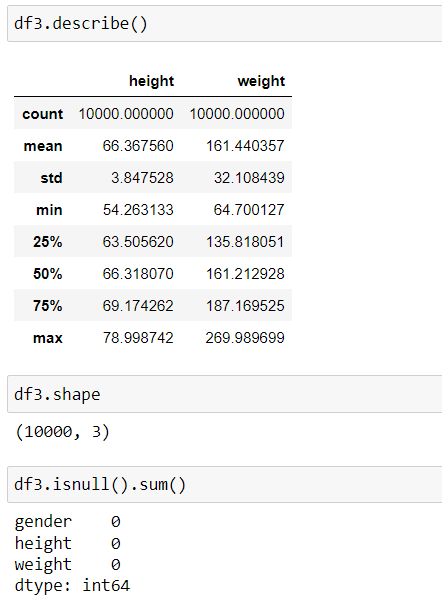 df3.describe()
height weight
count 10000.000000 10000.000000
mean 66.367560 161.440357
std 3.847528 32.108439
min 54.263133 64.700127
25% 63.505620 135.818051
50% 66.318070 161.212928
75% 69.174262 187.169525
max 78.998742 269.989699
df3.shape
(10000, 3)
df3.isnull().sum()
gender 0
height 0
weight 0
dtype: int64